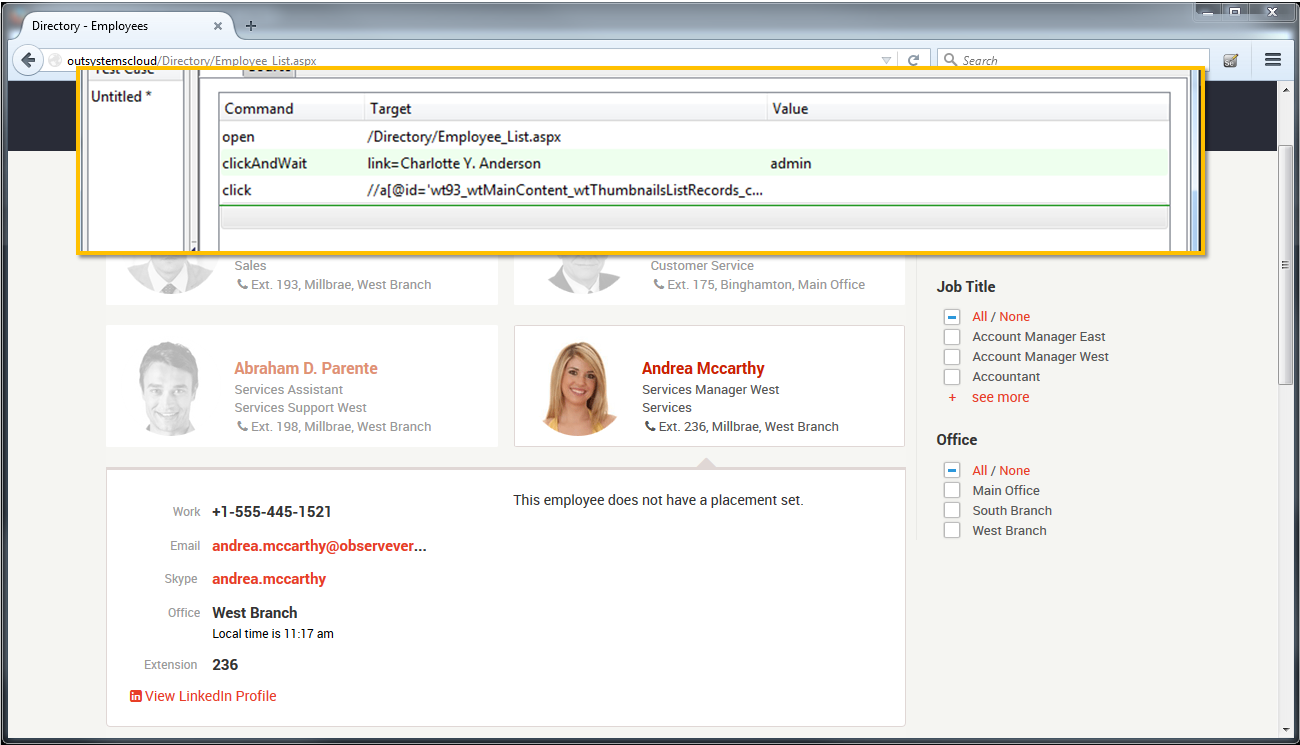 Directory - Employees
outsystemscloud/Directory/Employee_List.aspx
Search
Test Case
Source
Untitled *
Command Target Value
open /Directory/Employee_List.aspx
clickAndWait link=Charlotte Y. Anderson admin
click //a[@id='wt93_wtMainContent_wtThumbnailsListRecords_c...
Sales
Ext. 193, Millbrae, West Branch
Customer Service
Ext. 175, Binghamton, Main Office
Abraham D. Parente
Services Assistant
Services Support West
Ext. 198, Millbrae, West Branch
Andrea Mccarthy
Services Manager West
Services
Ext. 236, Millbrae, West Branch
Work +1-555-445-1521
Email andrea.mccarthy@observever...
Skype andrea.mccarthy
Office West Branch
Local time is 11:17 am
Extension 236
in View LinkedIn Profile
This employee does not have a placement set.
Job Title
All / None
Account Manager East
Account Manager West
Accountant
+ see more
Office
All / None
Main Office
South Branch
West Branch